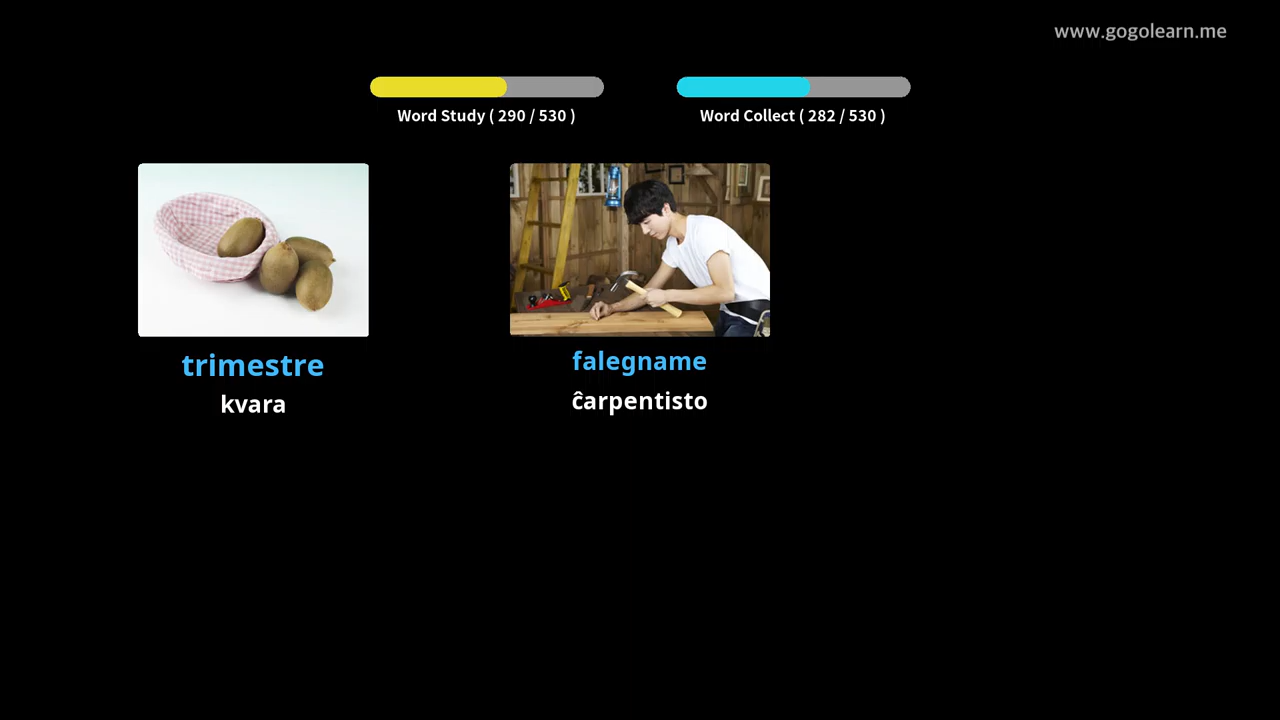 www.gogolearn.me
Word Study ( 290 / 530 )
Word Collect ( 282 / 530 )
trimestre
kvara
falegname
ĉarpentisto